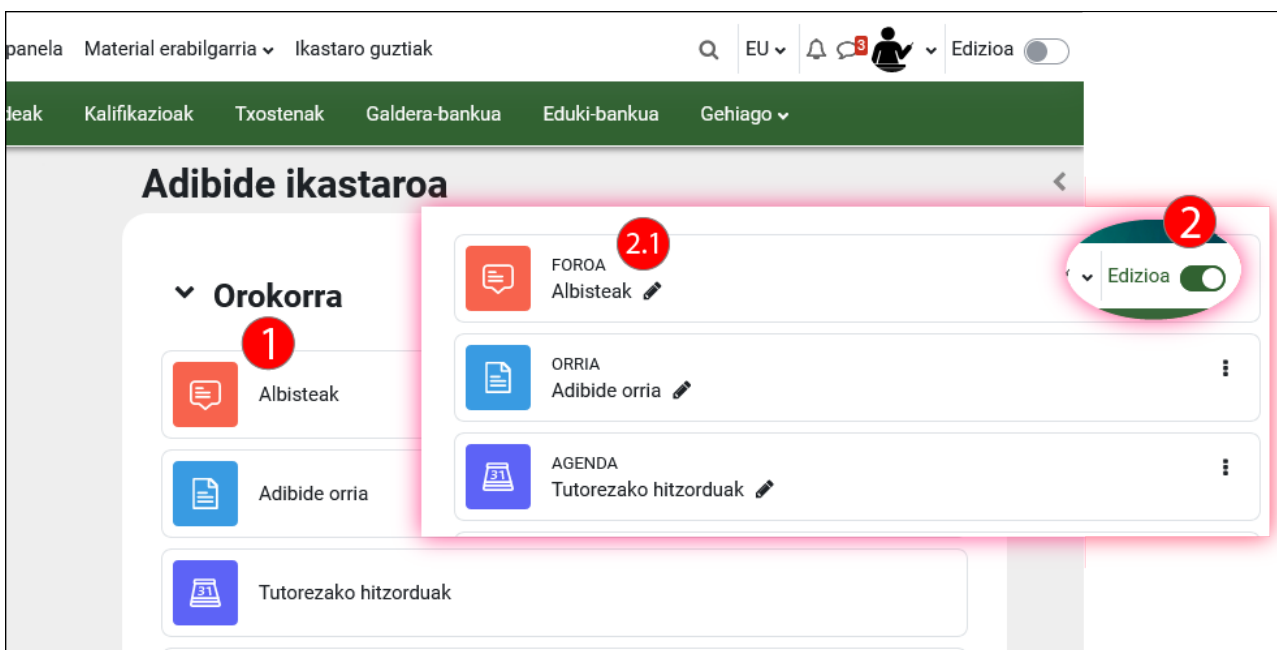 panela Material erabilgarria Ikastaro guztiak EU 3 Edizioa
deak Kalifikazioak Txostenak Galdera-bankua Eduki-bankua Gehiago
Adibide ikastaroa
Orokorra
1
Albisteak
Adibide orria
31
Tutorezako hitzorduak
2.1
FOROA
Albisteak
2
Edizioa
ORRIA
Adibide orria
AGENDA
31
Tutorezako hitzorduak